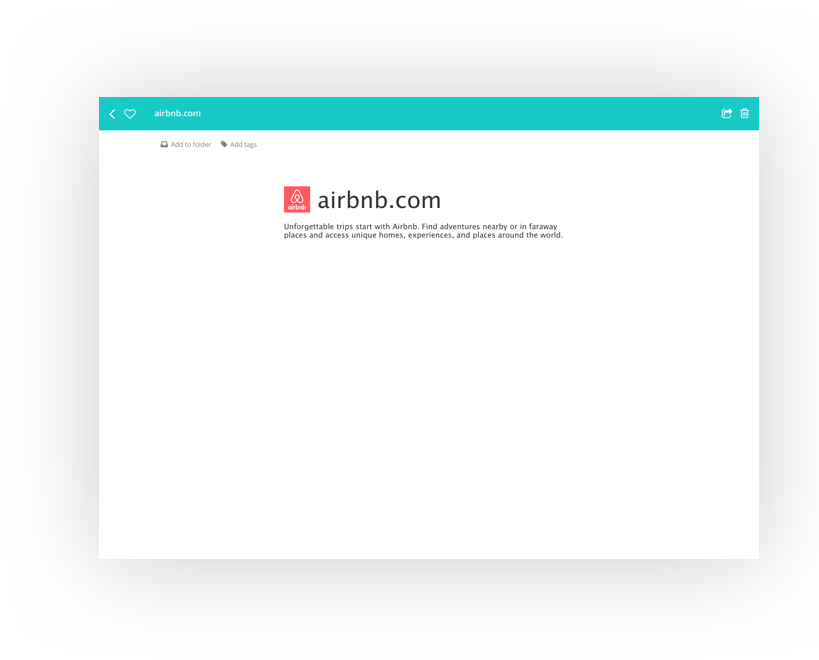 airbnb.com
Add to folder Add tags
airbnb airbnb.com
Unforgettable trips start with Airbnb. Find adventures nearby or in faraway
places and access unique homes, experiences, and places around the world.